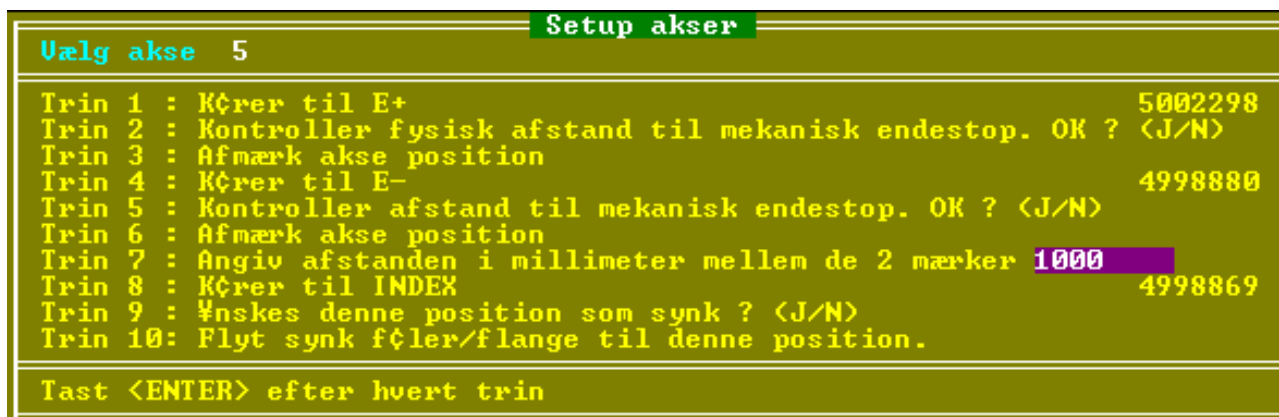 Setup akser
Vælg akse 5
Trin 1 : K¢rer til E+ 5002298
Trin 2 : Kontroller fysisk afstand til mekanisk endestop. OK ? (J/N)
Trin 3 : Afmærk akse position
Trin 4 : K¢rer til E- 4998880
Trin 5 : Kontroller afstand til mekanisk endestop. OK ? (J/N)
Trin 6 : Afmærk akse position
Trin 7 : Angiv afstanden i millimeter mellem de 2 mærker 1000
Trin 8 : K¢rer til INDEX 4998869
Trin 9 : ¥nskes denne position som synk ? (J/N)
Trin 10: Flyt synk f¢ler/flange til denne position.
Tast <ENTER> efter hvert trin